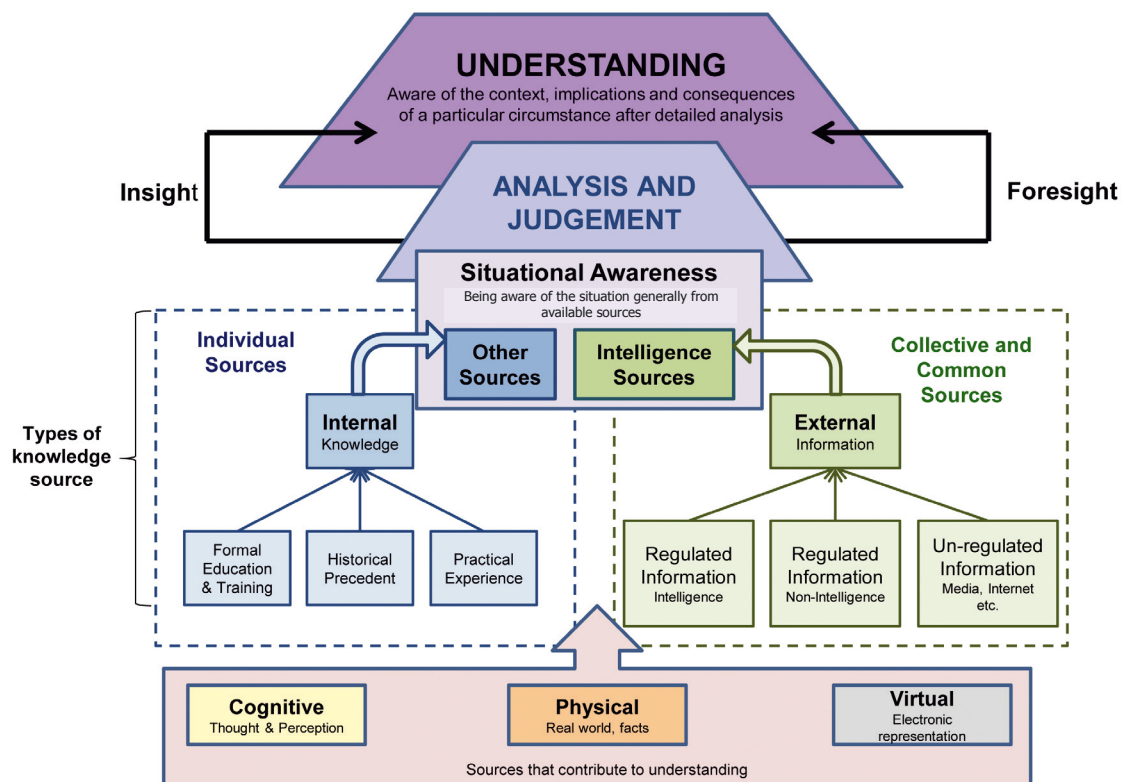 UNDERSTANDING
Aware of the context, implications and consequences
of a particular circumstance after detailed analysis
Insight
Foresight
ANALYSIS AND
JUDGEMENT
Situational Awareness
Being aware of the situation generally from
available sources
Individual
Sources
Other
Sources
Intelligence
Sources
Collective and
Common
Sources
Types of
knowledge
source
Internal
Knowledge
External
Information
Formal
Education
& Training
Historical
Precedent
Practical
Experience
Regulated
Information
Intelligence
Regulated
Information
Non-Intelligence
Un-regulated
Information
Media, Internet
etc.
Cognitive
Thought & Perception
Physical
Real world, facts
Virtual
Electronic
representation
Sources that contribute to understanding